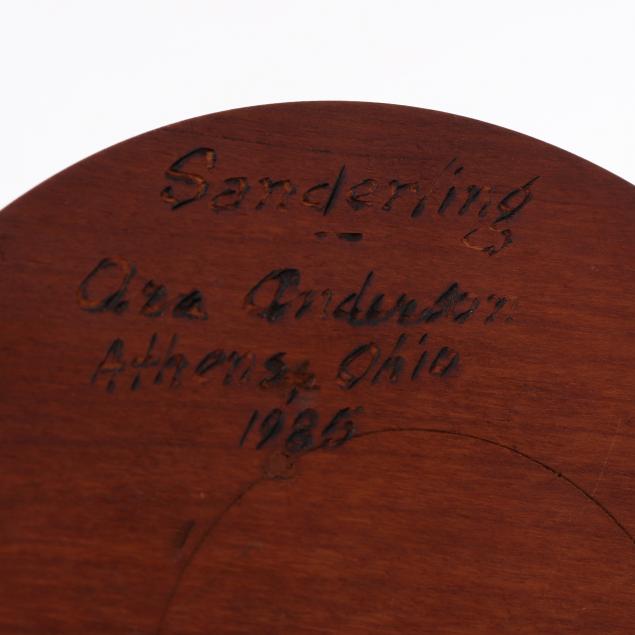 Sanderling
-
Ora Anderson
Athens, Ohio
1985